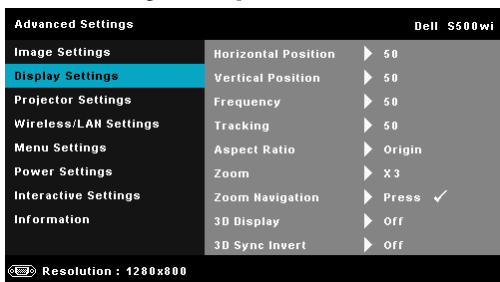 Advanced Settings Dell S500wi
Image Settings
Display Settings
Projector Settings
Wireless/LAN Settings
Menu Settings
Power Settings
Interactive Settings
Information
Horizontal Position 50
Vertical Position 50
Frequency 50
Tracking 50
Aspect Ratio Origin
Zoom X3
Zoom Navigation Press ✓
3D Display Off
3D Sync Invert Off
Resolution : 1280x800